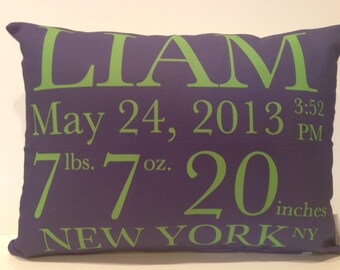 LIAM
May 24, 2013 3:52 PM
7 lbs. 7 oz. 20 inches
NEW YORK NY